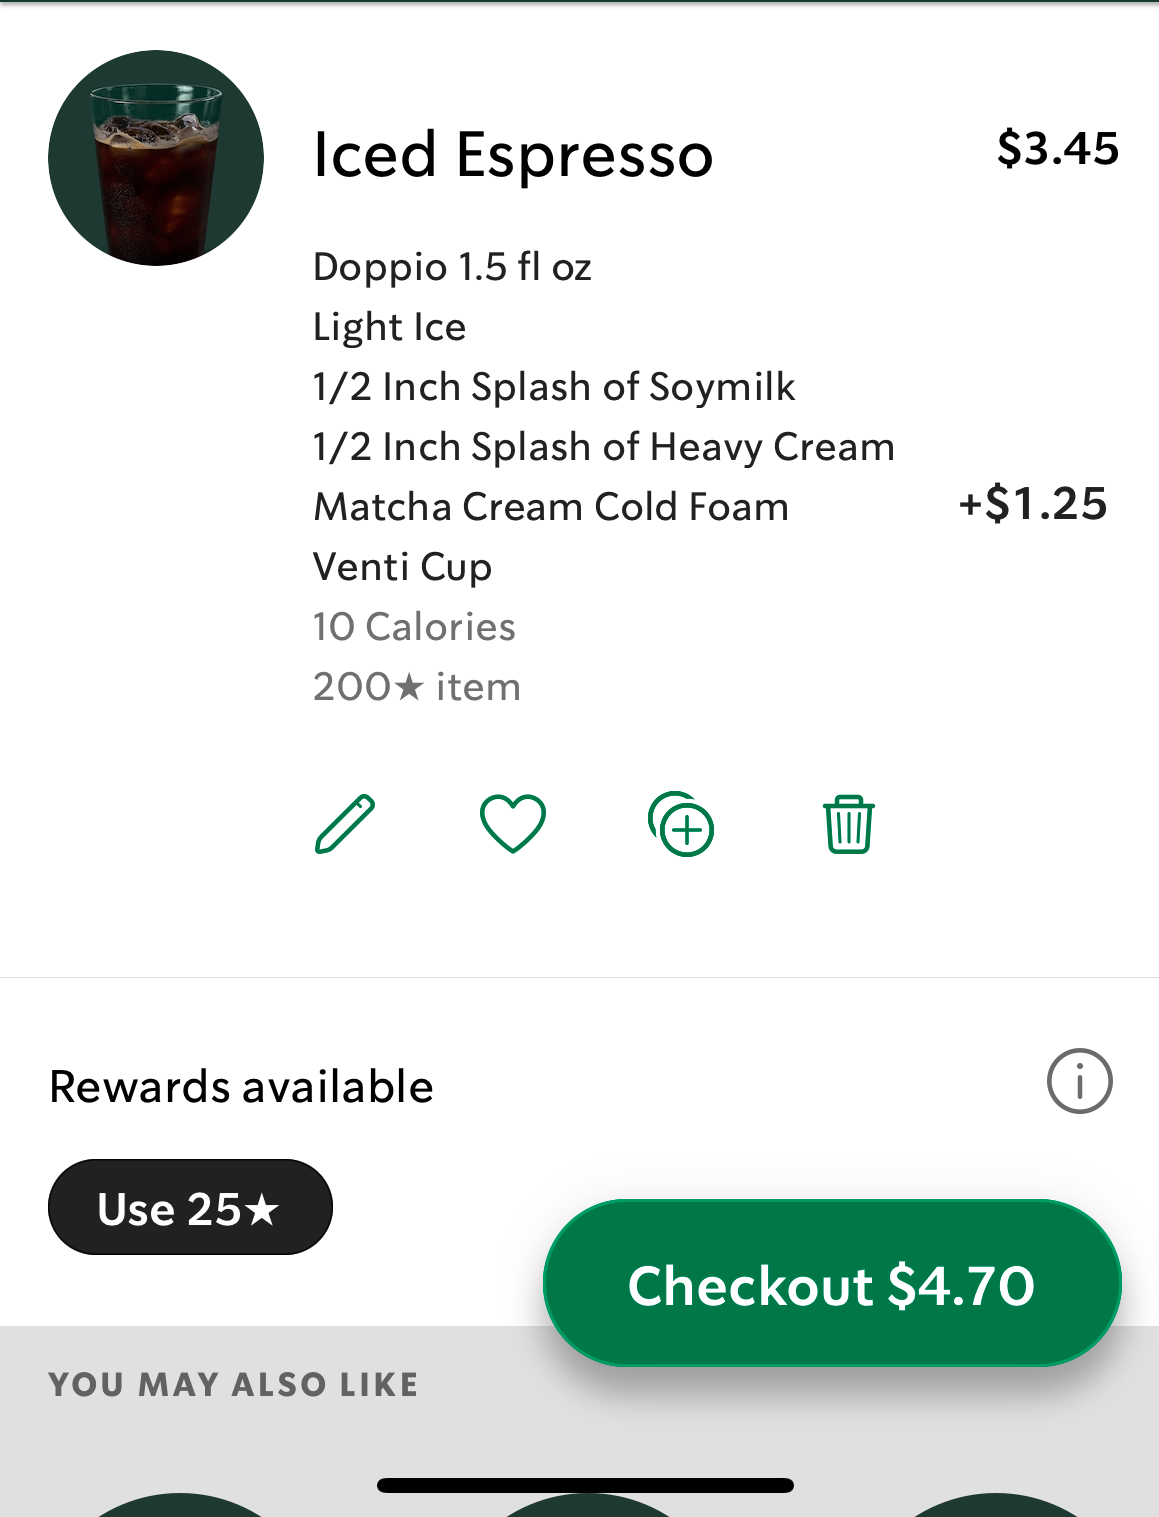 Iced Espresso
$3.45
Doppio 1.5 fl oz
Light Ice
1/2 Inch Splash of Soymilk
1/2 Inch Splash of Heavy Cream
Matcha Cream Cold Foam
+$1.25
Venti Cup
10 Calories
200★ item
Rewards available
Use 25★
Checkout $4.70
YOU MAY ALSO LIKE